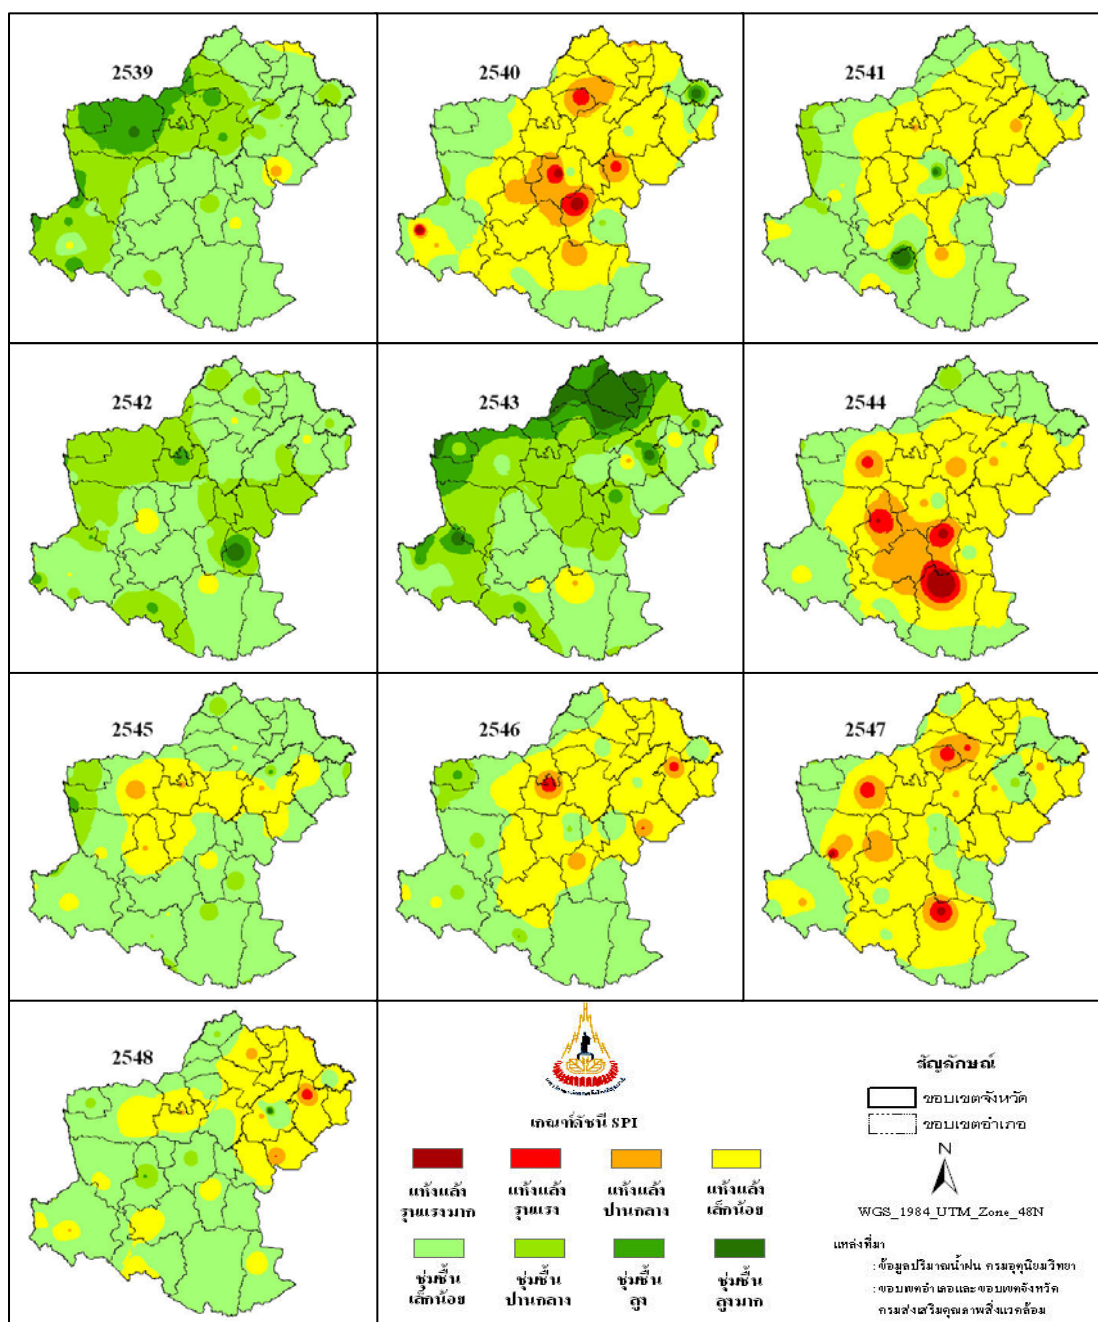 2539
2540
2541
2542
2543
2544
2545
2546
2547
2548
เกณฑ์ดัชนี SPI
แห้งแล้ง
รุนแรงมาก
แห้งแล้ง
รุนแรง
แห้งแล้ง
ปานกลาง
แห้งแล้ง
เล็กน้อย
ชุ่มชื้น
เล็กน้อย
ชุ่มชื้น
ปานกลาง
ชุ่มชื้น
สูง
ชุ่มชื้น
สูงมาก
สัญลักษณ์
ขอบเขตจังหวัด
ขอบเขตอำเภอ
N
WGS_1984_UTM_Zone_48N
แหล่งที่มา
: ข้อมูลปริมาณน้ำฝน กรมอุตุนิยมวิทยา
: ขอบเขตอำเภอและขอบเขตจังหวัด
กรมส่งเสริมคุณภาพสิ่งแวดล้อม